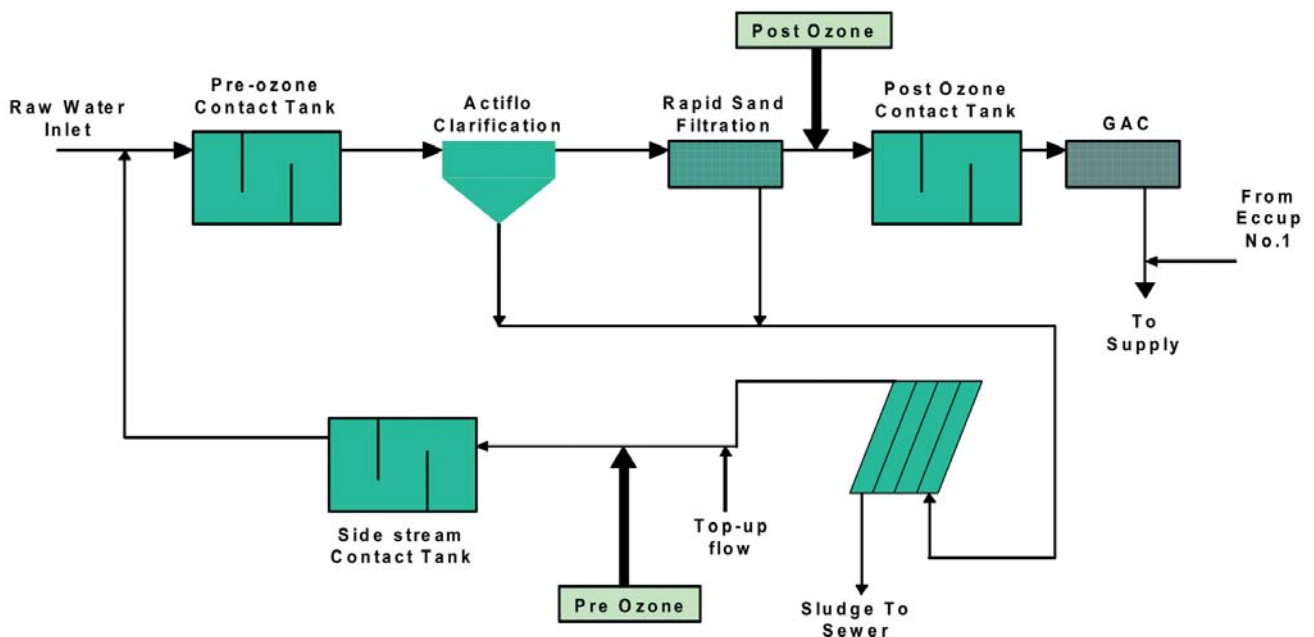 Post Ozone
Pre-ozone
Contact Tank
Raw Water
Inlet
Actiflo
Clarification
Rapid Sand
Filtration
Post Ozone
Contact Tank
GAC
From
Eccup
No.1
To
Supply
Side stream
Contact Tank
Top-up
flow
Pre Ozone
Sludge To
Sewer